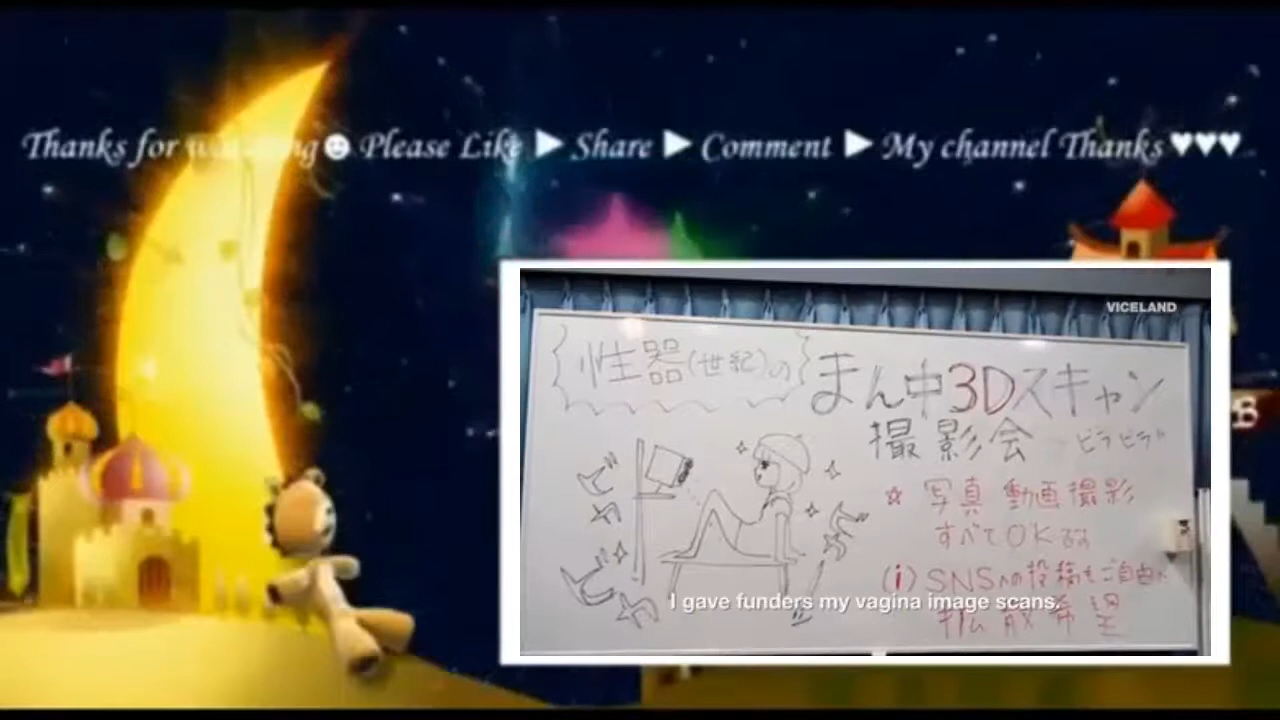 Thanks for watching☻ Please Like ▶ Share ▶ Comment ▶ My channel Thanks ♥♥♥
VICELAND
性器(世紀)の
まん中3Dスキャン
撮影会
ビラビラ
☆ 写真 動画撮影
すべてOK
(i) SNSへの投稿もご自由に
I gave funders my vagina image scans.
拡散希望